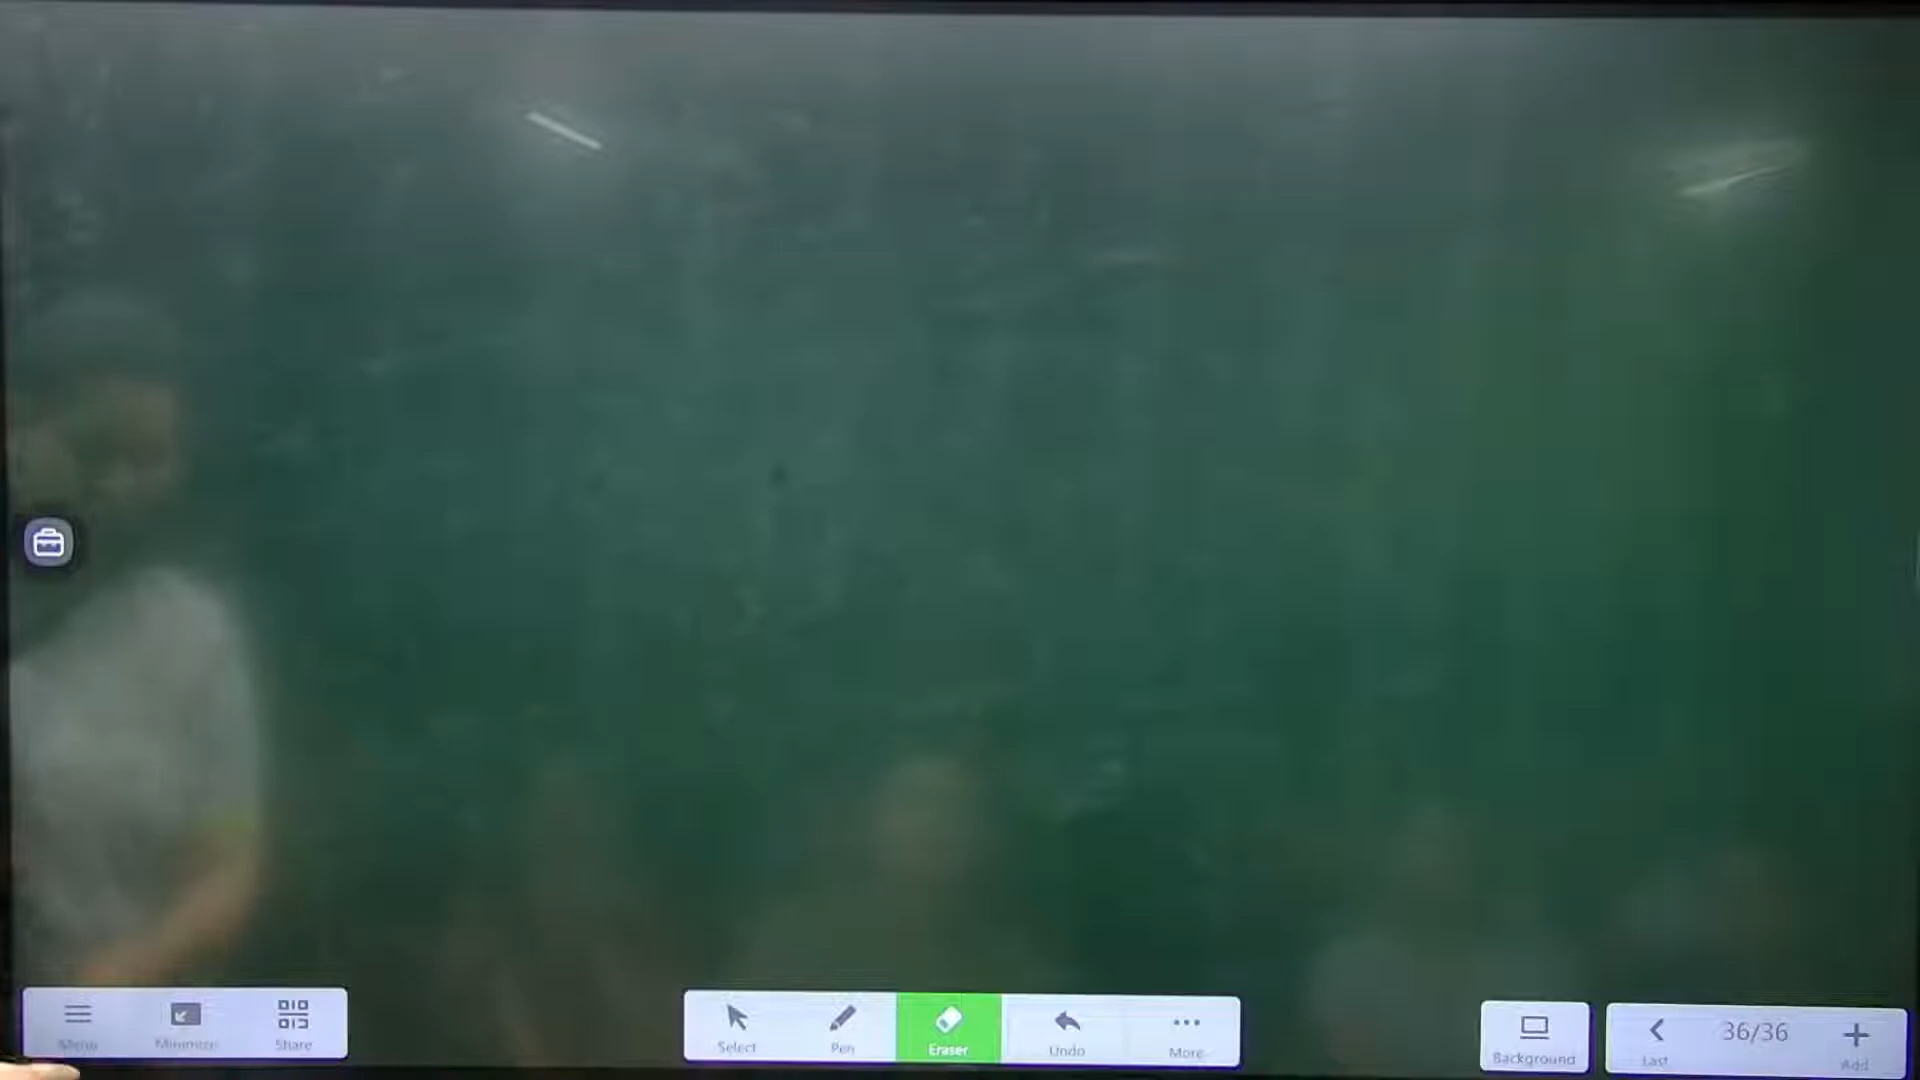 Menu
Minimize
Share
Select
Pen
Eraser
Undo
More
Background
Last
36/36
Add